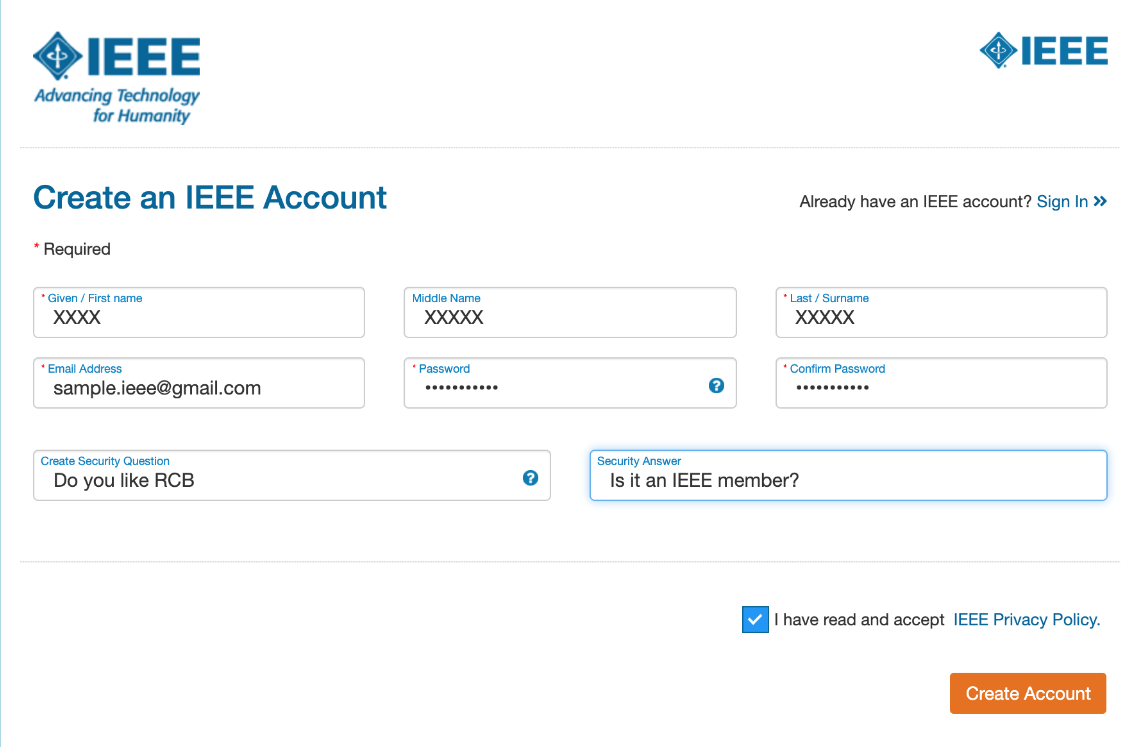 IEEE
Advancing Technology
for Humanity
IEEE
Create an IEEE Account
Already have an IEEE account? Sign In »
* Required
* Given / First name
XXXX
Middle Name
XXXXX
* Last / Surname
XXXXX
* Email Address
sample.ieee@gmail.com
* Password
•••••••••••
?
* Confirm Password
•••••••••••
Create Security Question
Do you like RCB
?
Security Answer
Is it an IEEE member?
I have read and accept IEEE Privacy Policy.
Create Account